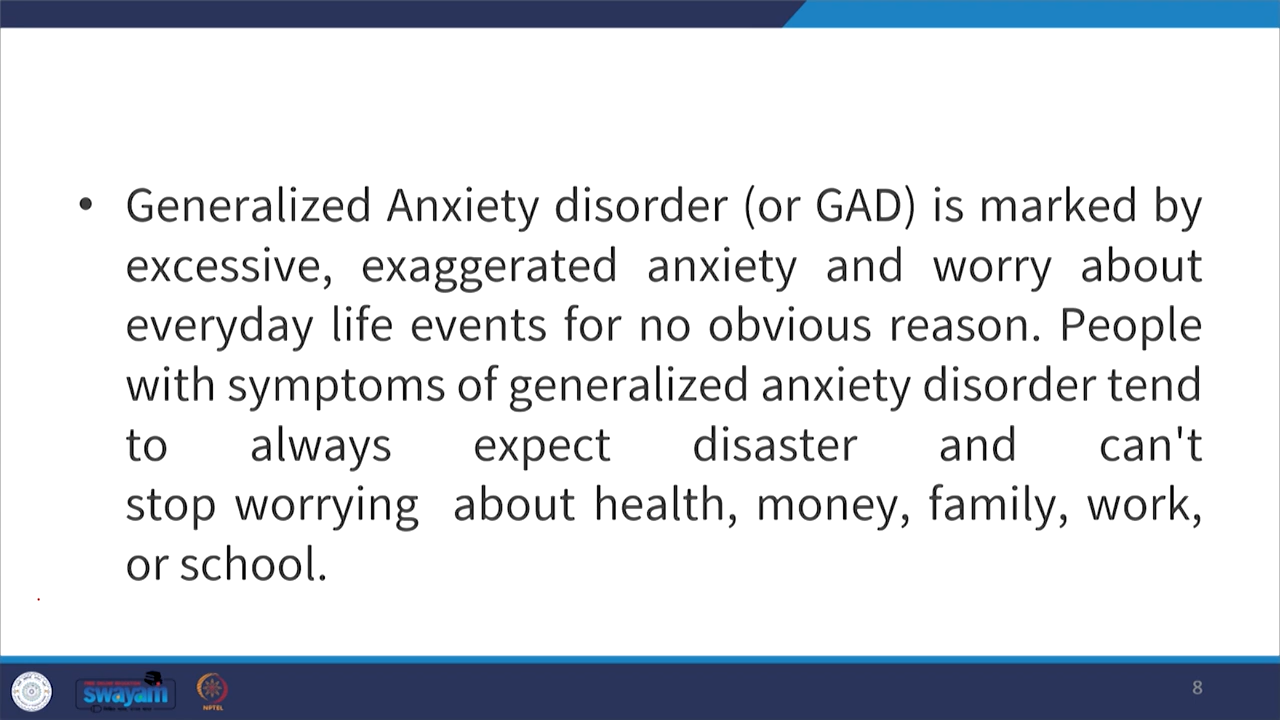 • Generalized Anxiety disorder (or GAD) is marked by
excessive, exaggerated anxiety and worry about
everyday life events for no obvious reason. People
with symptoms of generalized anxiety disorder tend
to always expect disaster and can't
stop worrying about health, money, family, work,
or school.
swayam
NPTEL
8